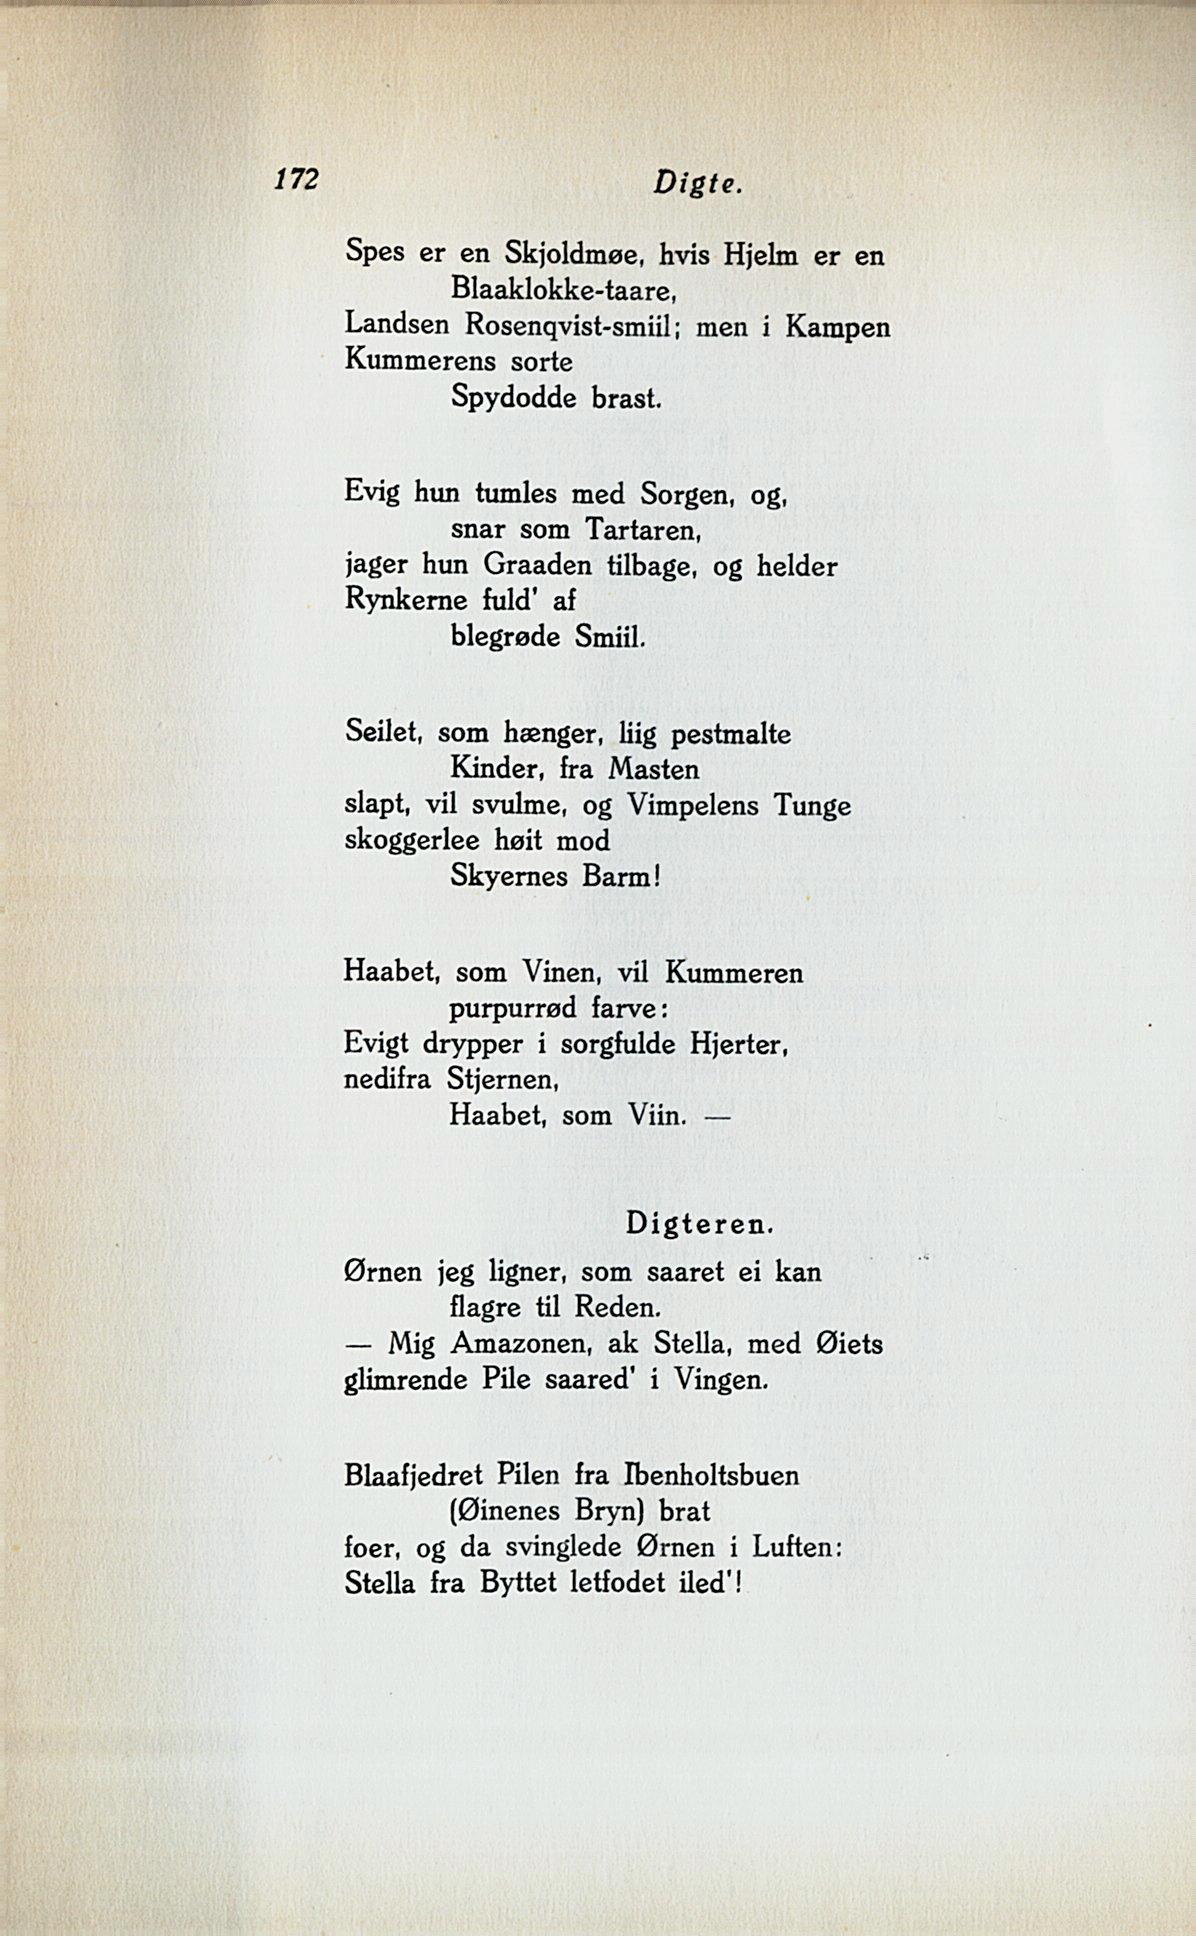 172
Digte.
Spes er en Skjoldmøe, hvis Hjelm er en
Blaaklokke-taare,
Landsen Rosenqvist-smiil; men i Kampen
Kummerens sorte
Spydodde brast.
Evig hun tumles med Sorgen, og,
snar som Tartaren,
jager hun Graaden tilbage, og helder
Rynkerne fuld' af
blegrøde Smiil.
Seilet, som hænger, liig pestmalte
Kinder, fra Masten
slapt, vil svulme, og Vimpelens Tunge
skoggerlee høit mod
Skyernes Barm!
Haabet, som Vinen, vil Kummeren
purpurrød farve:
Evigt drypper i sorgfulde Hjerter,
nedifra Stjernen,
Haabet, som Viin. —
Digteren.
Ørnen jeg ligner, som saaret ei kan
flagre til Reden.
— Mig Amazonen, ak Stella, med Øiets
glimrende Pile saared' i Vingen.
Blaafjedret Pilen fra Ibenholtsbuen
(Øinenes Bryn) brat
foer, og da svinglede Ørnen i Luften:
Stella fra Byttet letfodet iled'!